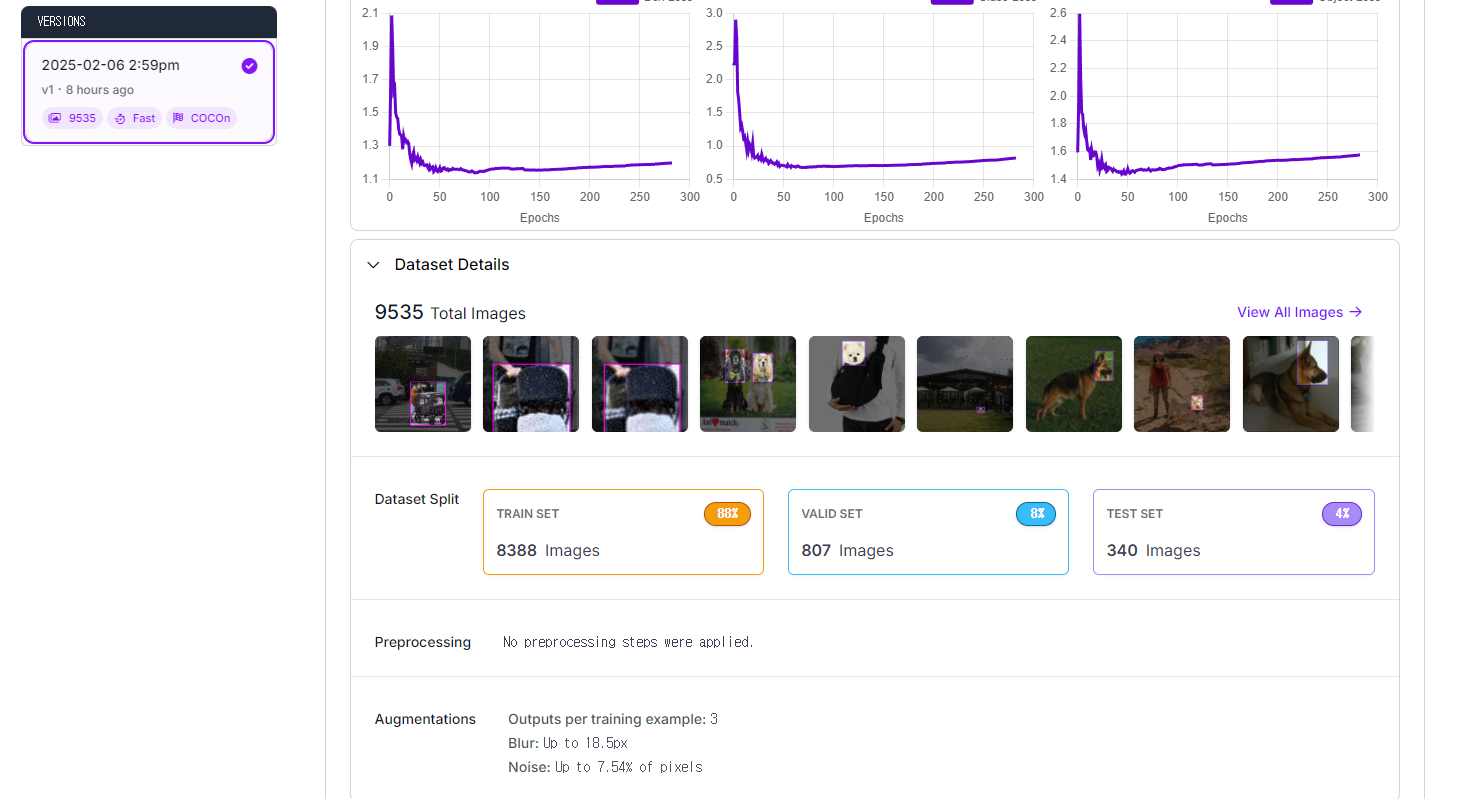 VERSIONS
2025-02-06 2:59pm
v1 · 8 hours ago
9535 Fast COCOn
2.1 1.9 1.7 1.5 1.3 1.1
0 50 100 150 200 250 300
Epochs
3.0 2.5 2.0 1.5 1.0 0.5
0 50 100 150 200 250 300
Epochs
2.6 2.4 2.2 2.0 1.8 1.6 1.4
0 50 100 150 200 250 300
Epochs
Dataset Details
9535 Total Images
View All Images →
Dataset Split
TRAIN SET 88%
8388 Images
VALID SET 8%
807 Images
TEST SET 4%
340 Images
Preprocessing
No preprocessing steps were applied.
Augmentations
Outputs per training example: 3
Blur: Up to 18.5px
Noise: Up to 7.54% of pixels